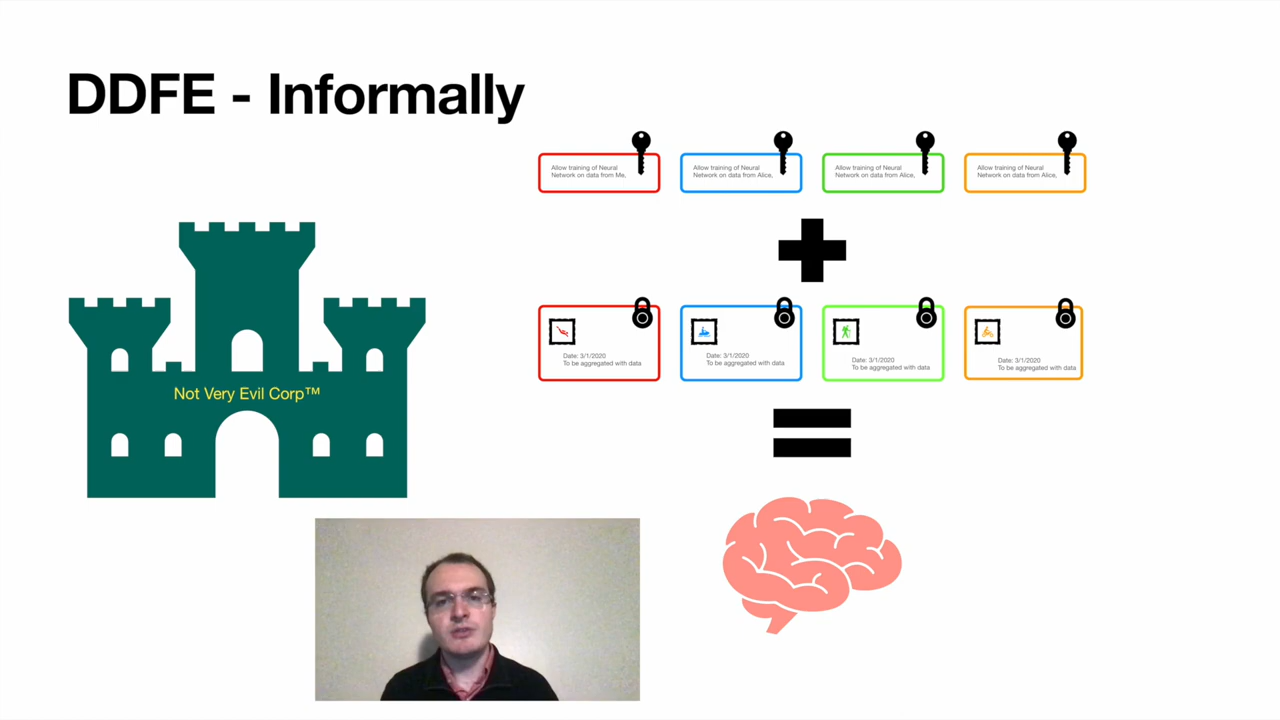 DDFE - Informally
Allow training of Neural
Network on data from Me,
Allow training of Neural
Network on data from Alice,
Allow training of Neural
Network on data from Alice,
Allow training of Neural
Network on data from Alice,
Not Very Evil Corp™
Date: 3/1/2020
To be aggregated with data
Date: 3/1/2020
To be aggregated with data
Date: 3/1/2020
To be aggregated with data
Date: 3/1/2020
To be aggregated with data